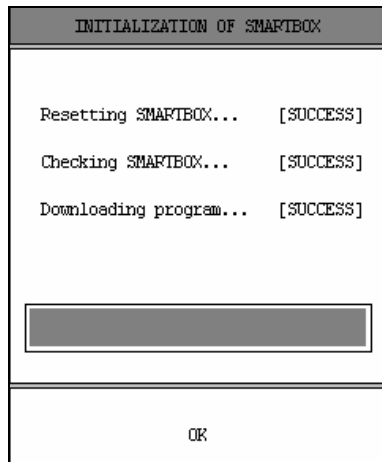 INITIALIZATION OF SMARTBOX
Resetting SMARTBOX... [SUCCESS]
Checking SMARTBOX... [SUCCESS]
Downloading program... [SUCCESS]
OK